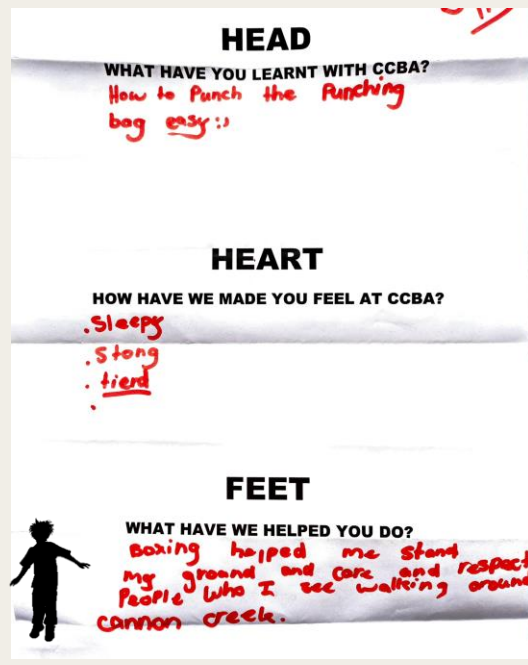 HEAD
WHAT HAVE YOU LEARNT WITH CCBA?
How to Punch the Punching
bag easy :)
HEART
HOW HAVE WE MADE YOU FEEL AT CCBA?
. Sleepy
. Stong
. tierd
.
FEET
WHAT HAVE WE HELPED YOU DO?
Boxing helped me stand
my ground and care and respect
People who I see walking around
cannon creek.